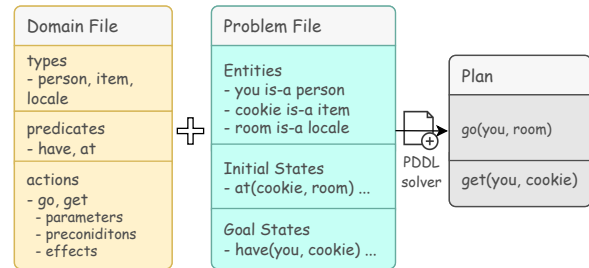 Domain File
types
- person, item,
locale
predicates
- have, at
actions
- go, get
- parameters
- preconiditons
- effects
Problem File
Entities
- you is-a person
- cookie is-a item
- room is-a locale
Initial States
- at(cookie, room) ...
Goal States
- have(you, cookie) ...
PDDL
solver
Plan
go(you, room)
get(you, cookie)